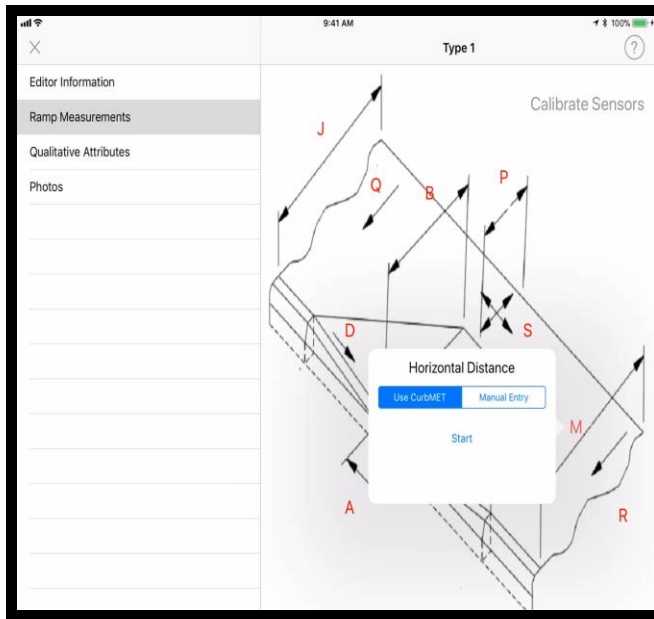 9:41 AM
100%
Type 1
?
Editor Information
Ramp Measurements
Qualitative Attributes
Photos
Calibrate Sensors
J
Q
B
P
D
S
Horizontal Distance
Use CurbMET Manual Entry
Start
M
A
R